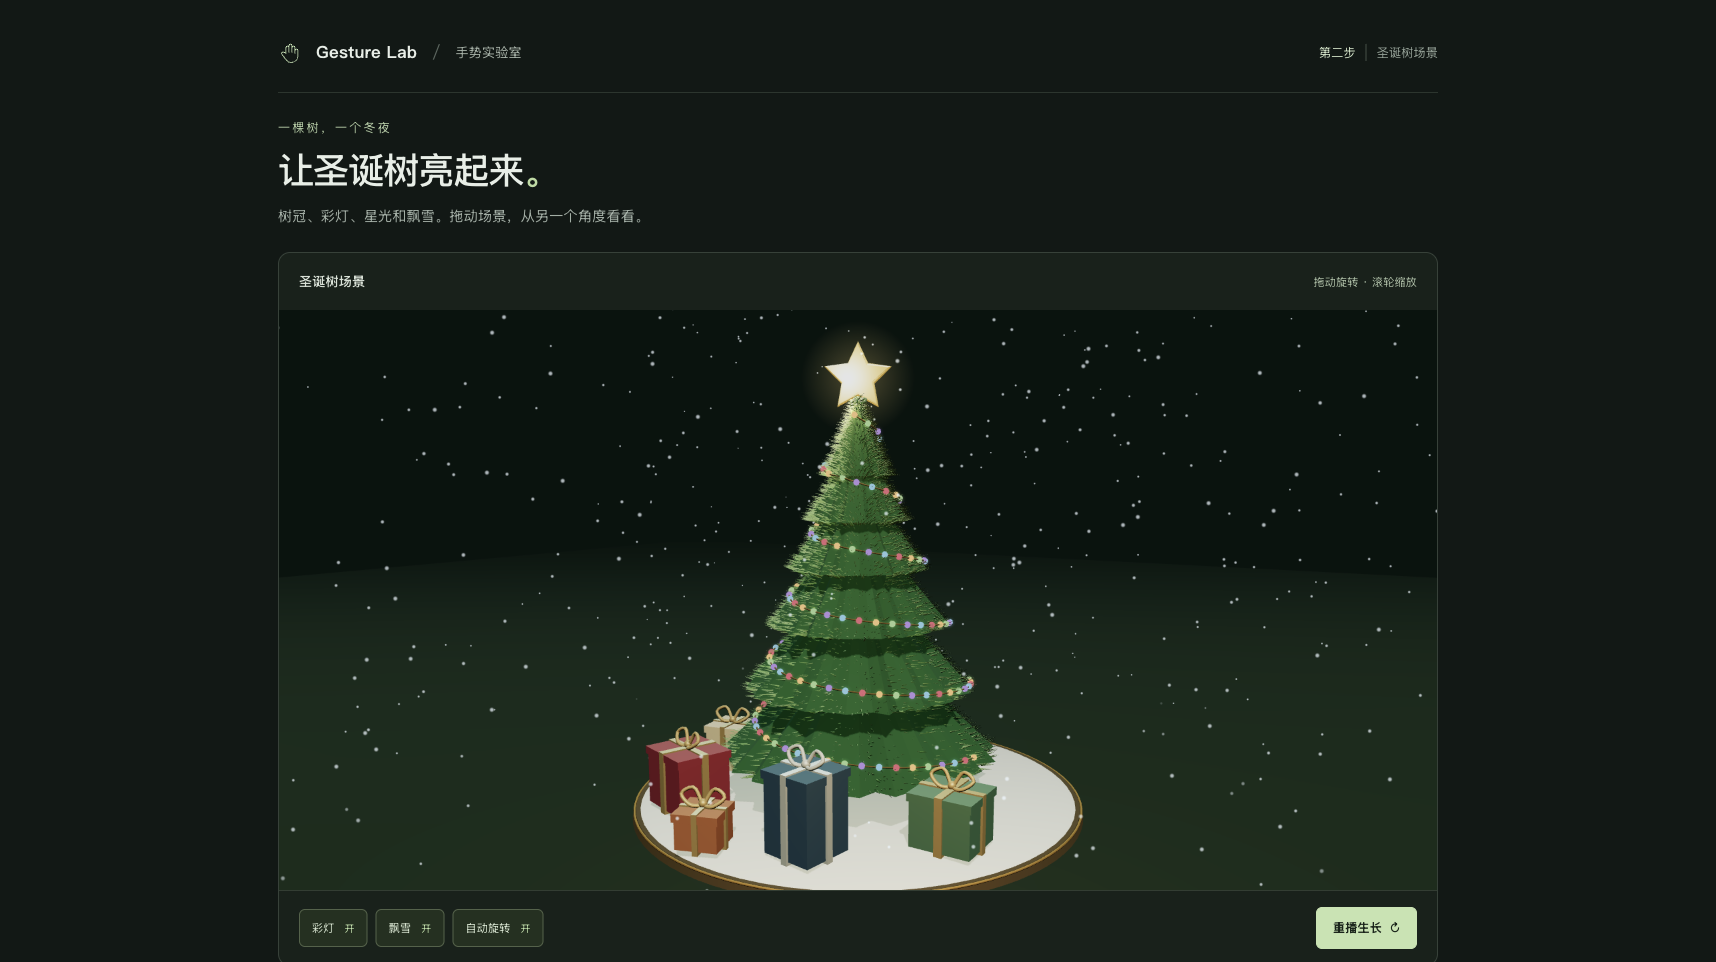 Gesture Lab / 手势实验室
第二步 | 圣诞树场景
一棵树，一个冬夜
让圣诞树亮起来。
树冠、彩灯、星光和飘雪。拖动场景，从另一个角度看看。
圣诞树场景
拖动旋转 · 滚轮缩放
彩灯 开
飘雪 开
自动旋转 开
重播生长